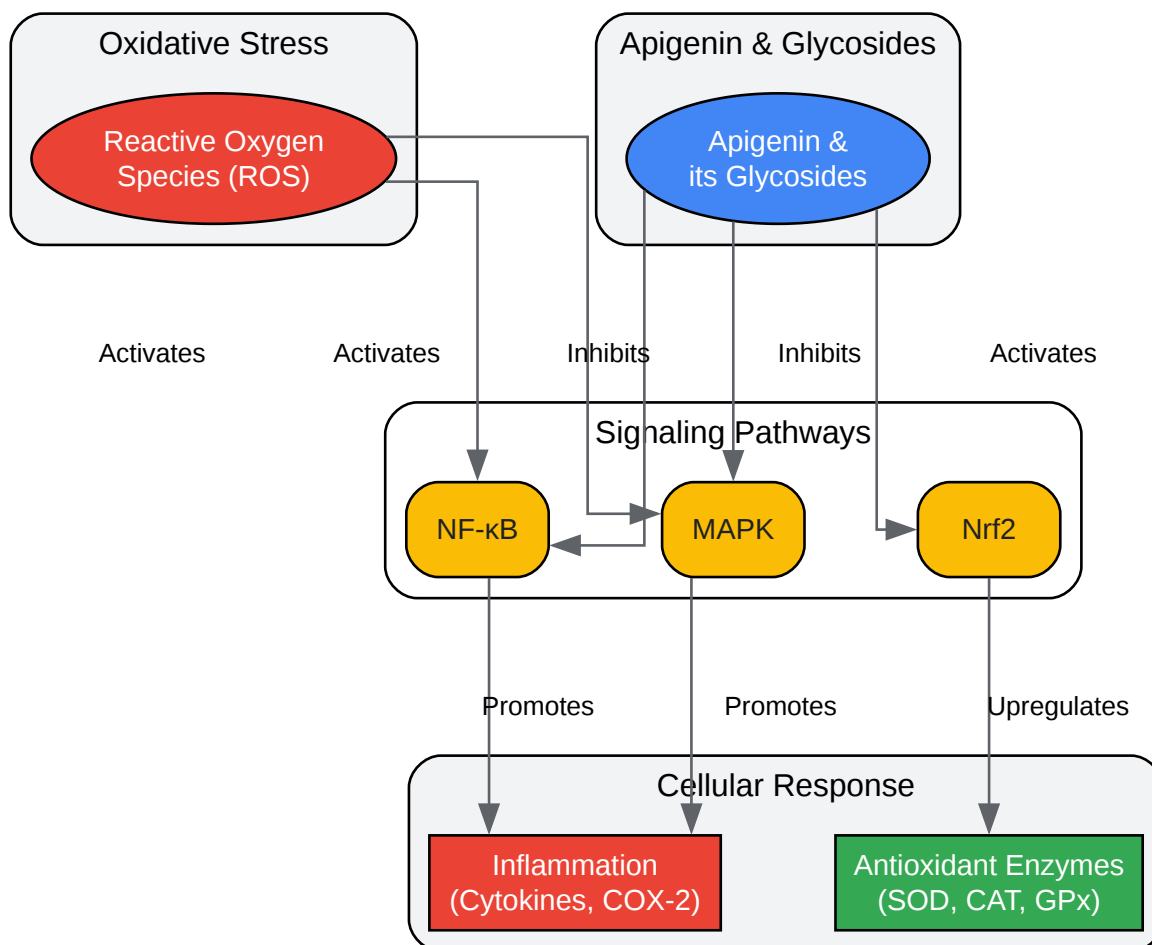 Oxidative Stress
Apigenin & Glycosides
Reactive Oxygen
Species (ROS)
Apigenin &
its Glycosides
Activates
Activates
Inhibits
Inhibits
Activates
Signaling Pathways
NF-κB
MAPK
Nrf2
Promotes
Promotes
Upregulates
Cellular Response
Inflammation
(Cytokines, COX-2)
Antioxidant Enzymes
(SOD, CAT, GPx)